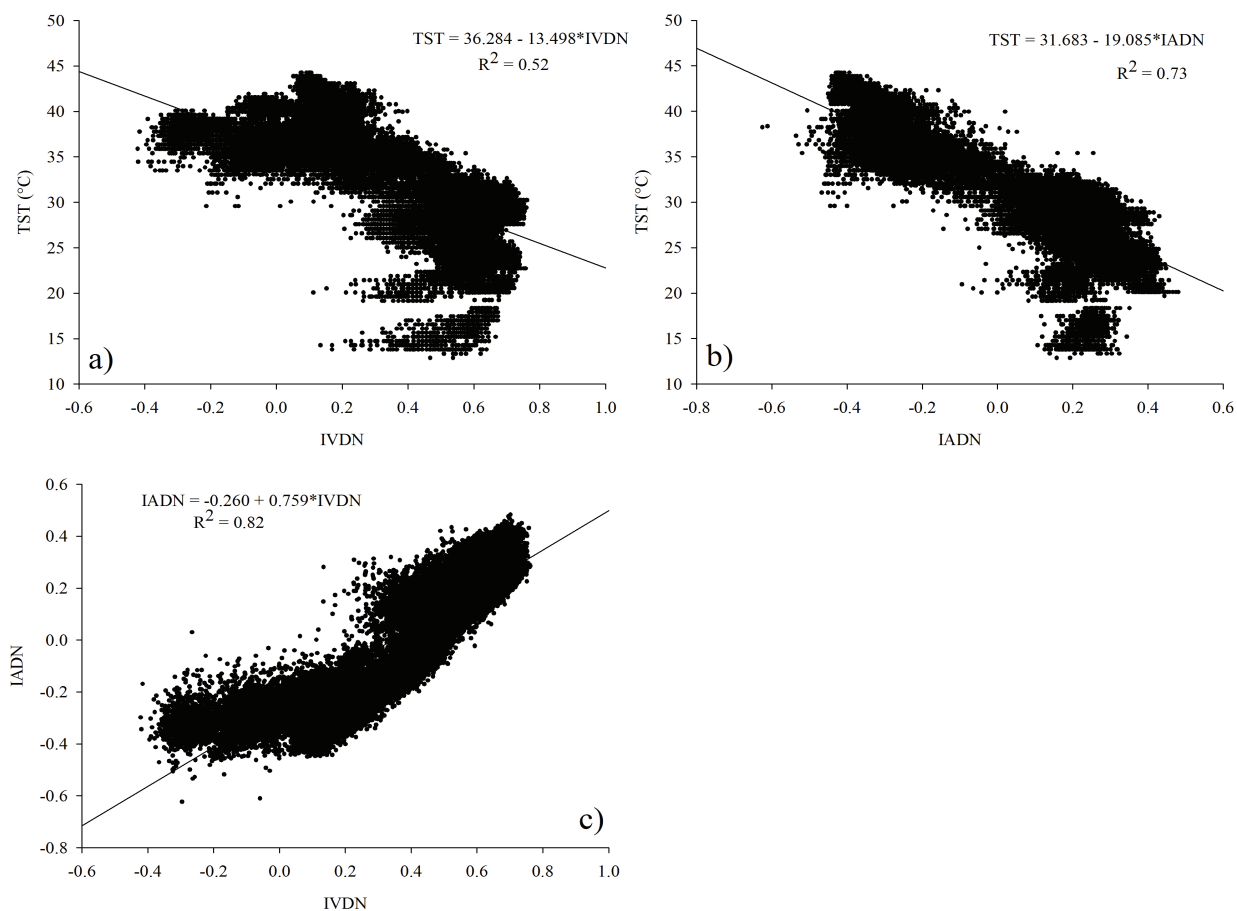 50
45
40
35
30
25
20
15
10
TST (°C)
TST = 36.284 - 13.498*IVDN
R2 = 0.52
a)
-0.6 -0.4 -0.2 0.0 0.2 0.4 0.6 0.8 1.0
IVDN
50
45
40
35
30
25
20
15
10
TST (°C)
TST = 31.683 - 19.085*IADN
R2 = 0.73
b)
-0.8 -0.6 -0.4 -0.2 0.0 0.2 0.4 0.6
IADN
0.6
0.4
0.2
0.0
-0.2
-0.4
-0.6
-0.8
IADN
IADN = -0.260 + 0.759*IVDN
R2 = 0.82
c)
-0.6 -0.4 -0.2 0.0 0.2 0.4 0.6 0.8 1.0
IVDN